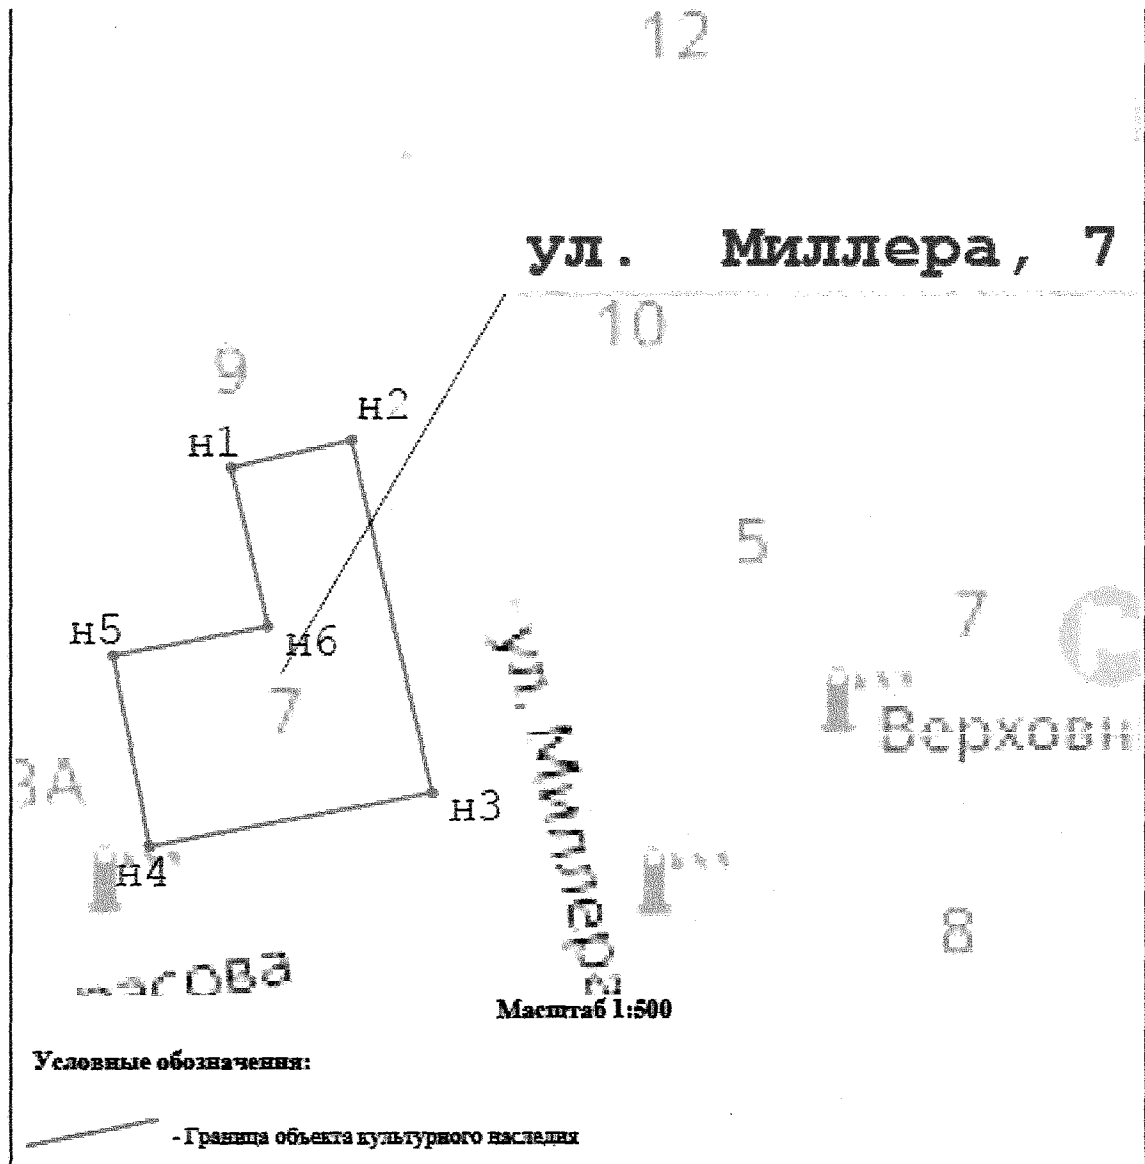 12
ул. Миллера, 7
10
9
н2
н1
5
7
н5
н6
ул. Миллера
7
Верховн
ЗА
н3
н4
8
Масштаб 1:500
Условные обозначения:
- Граница объекта культурного наследия